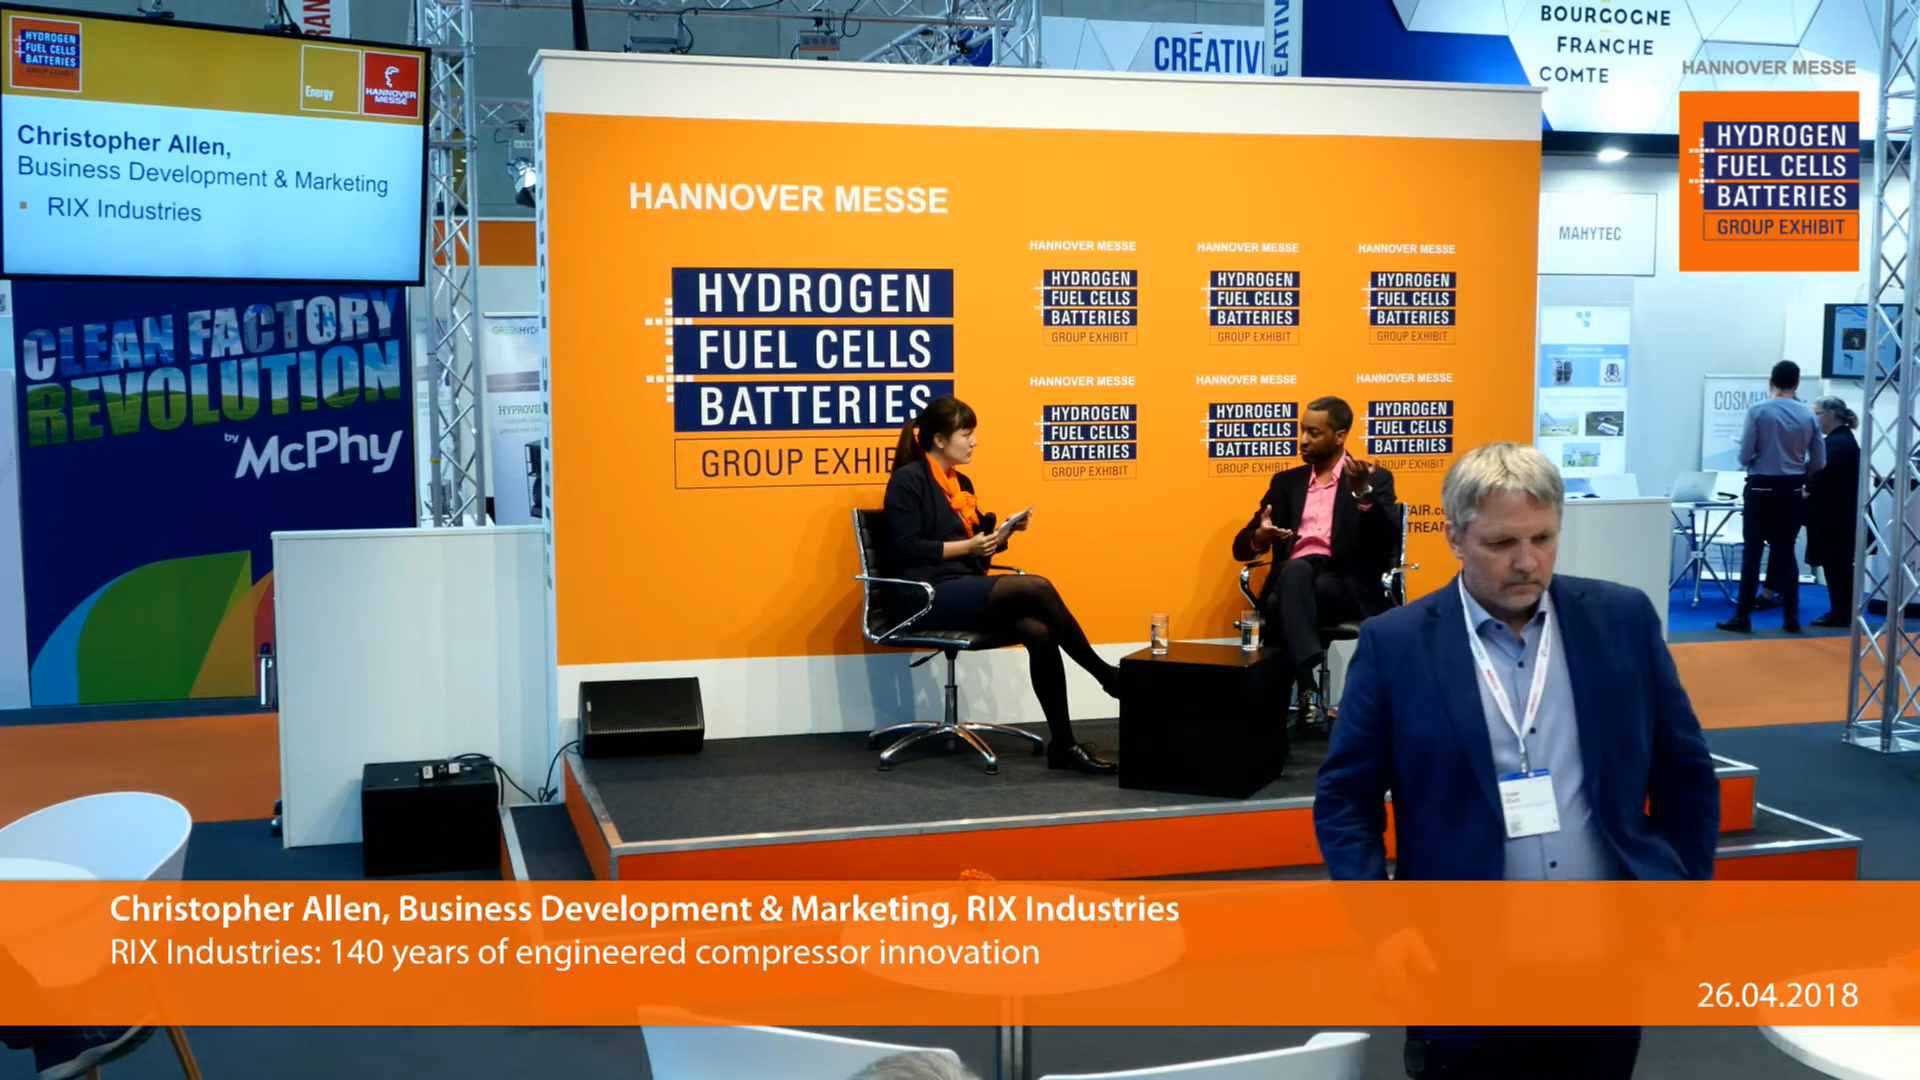 HYDROGEN
FUEL CELLS
BATTERIES
GROUP EXHIBIT
Energy
HANNOVER
MESSE
Christopher Allen,
Business Development & Marketing
RIX Industries
CLEAN FACTORY
REVOLUTION
by McPhy
HANNOVER MESSE
HYDROGEN
FUEL CELLS
BATTERIES
GROUP EXHIB
HANNOVER MESSE
HYDROGEN
FUEL CELLS
BATTERIES
GROUP EXHIBIT
HANNOVER MESSE
HYDROGEN
FUEL CELLS
BATTERIES
GROUP EXHIBIT
HANNOVER MESSE
HYDROGEN
FUEL CELLS
BATTERIES
GROUP EXHIBIT
HANNOVER MESSE
HYDROGEN
FUEL CELLS
BATTERIES
GROUP EXHIBIT
HANNOVER MESSE
HYDROGEN
FUEL CELLS
BATTERIES
GROUP EXHIBIT
HANNOVER MESSE
HYDROGEN
FUEL CELLS
BATTERIES
GROUP EXHIBIT
CRÉATIV
BOURGOGNE
FRANCHE
COMTE
HANNOVER MESSE
HYDROGEN
FUEL CELLS
BATTERIES
GROUP EXHIBIT
MAHYTEC
Christopher Allen, Business Development & Marketing, RIX Industries
RIX Industries: 140 years of engineered compressor innovation
26.04.2018